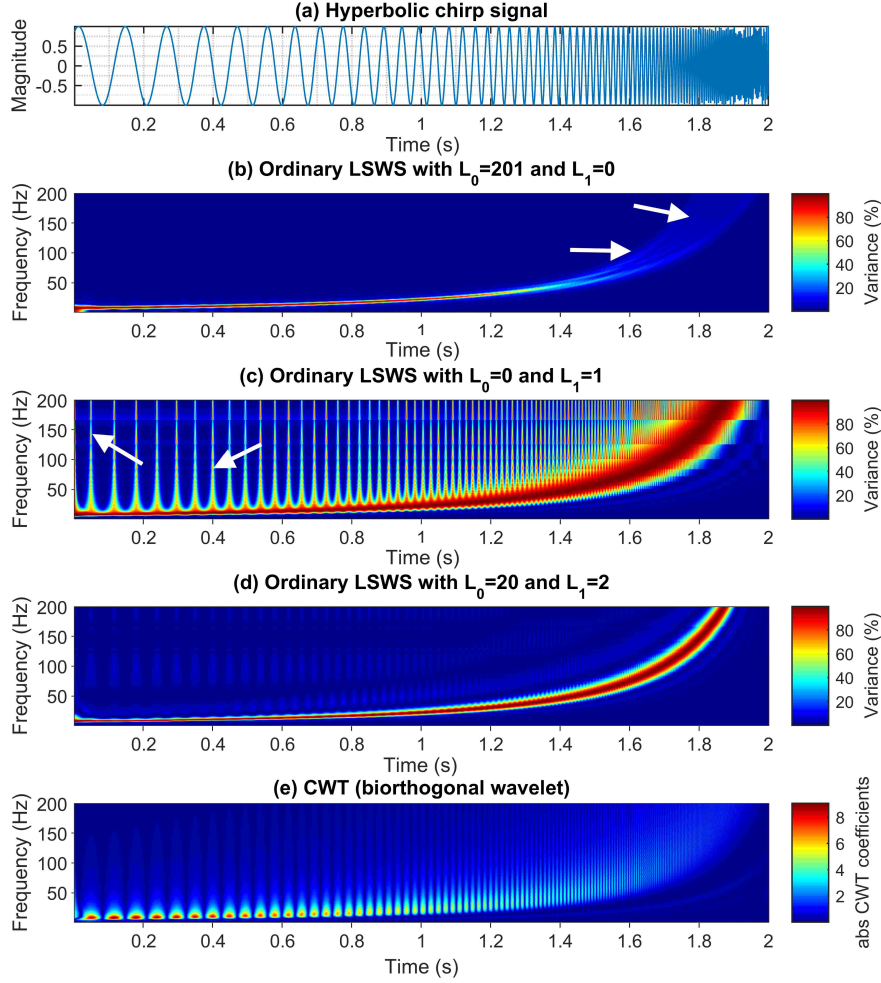 (a) Hyperbolic chirp signal
Magnitude
0.5
0
-0.5
0.2 0.4 0.6 0.8 1 1.2 1.4 1.6 1.8 2
Time (s)
(b) Ordinary LSWS with L0=201 and L1=0
Frequency (Hz)
200
150
100
50
0.2 0.4 0.6 0.8 1 1.2 1.4 1.6 1.8 2
Time (s)
80
60
40
20
Variance (%)
(c) Ordinary LSWS with L0=0 and L1=1
Frequency (Hz)
200
150
100
50
0.2 0.4 0.6 0.8 1 1.2 1.4 1.6 1.8 2
Time (s)
80
60
40
20
Variance (%)
(d) Ordinary LSWS with L0=20 and L1=2
Frequency (Hz)
200
150
100
50
0.2 0.4 0.6 0.8 1 1.2 1.4 1.6 1.8 2
Time (s)
80
60
40
20
Variance (%)
(e) CWT (biorthogonal wavelet)
Frequency (Hz)
200
150
100
50
0.2 0.4 0.6 0.8 1 1.2 1.4 1.6 1.8 2
Time (s)
8
6
4
2
abs CWT coefficients